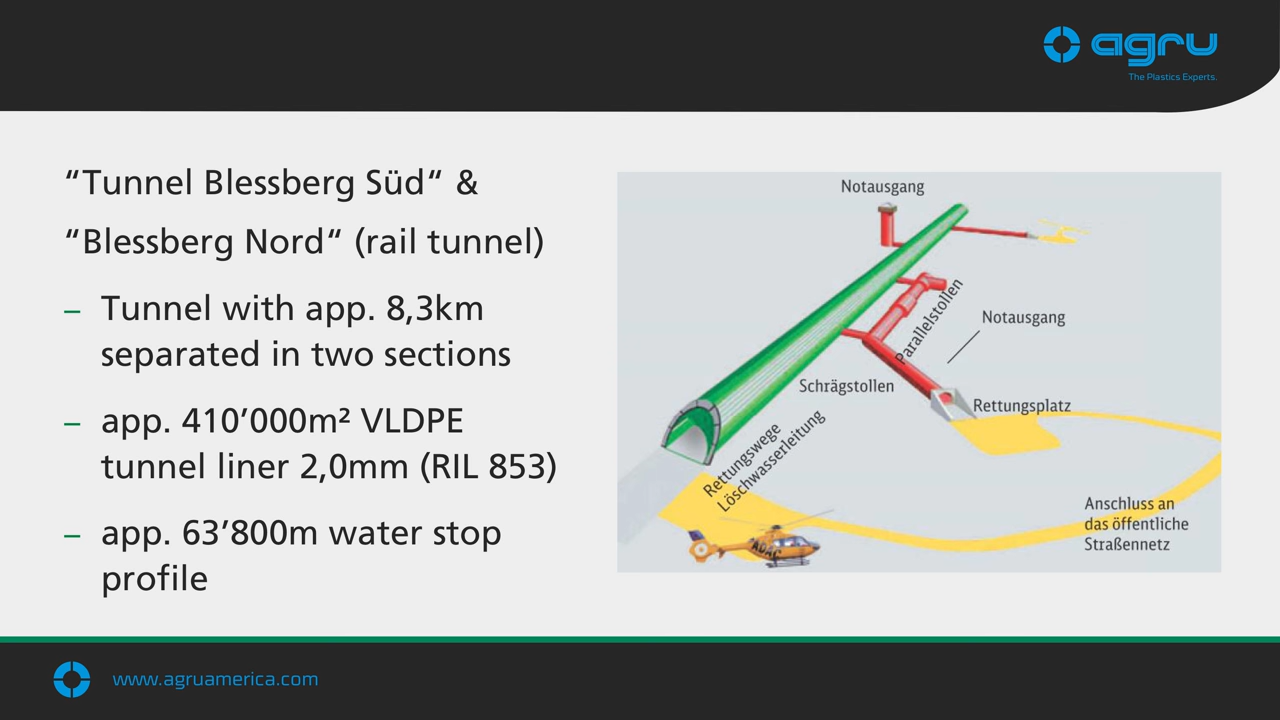 agru
The Plastics Experts.
“Tunnel Blessberg Süd“ &
“Blessberg Nord“ (rail tunnel)
– Tunnel with app. 8,3km
separated in two sections
– app. 410’000m² VLDPE
tunnel liner 2,0mm (RIL 853)
– app. 63’800m water stop
profile
Notausgang
Parallelstollen
Notausgang
Schrägstollen
Rettungsplatz
Rettungswege
Löschwasserleitung
Anschluss an
das öffentliche
Straßennetz
ADAC
www.agruamerica.com